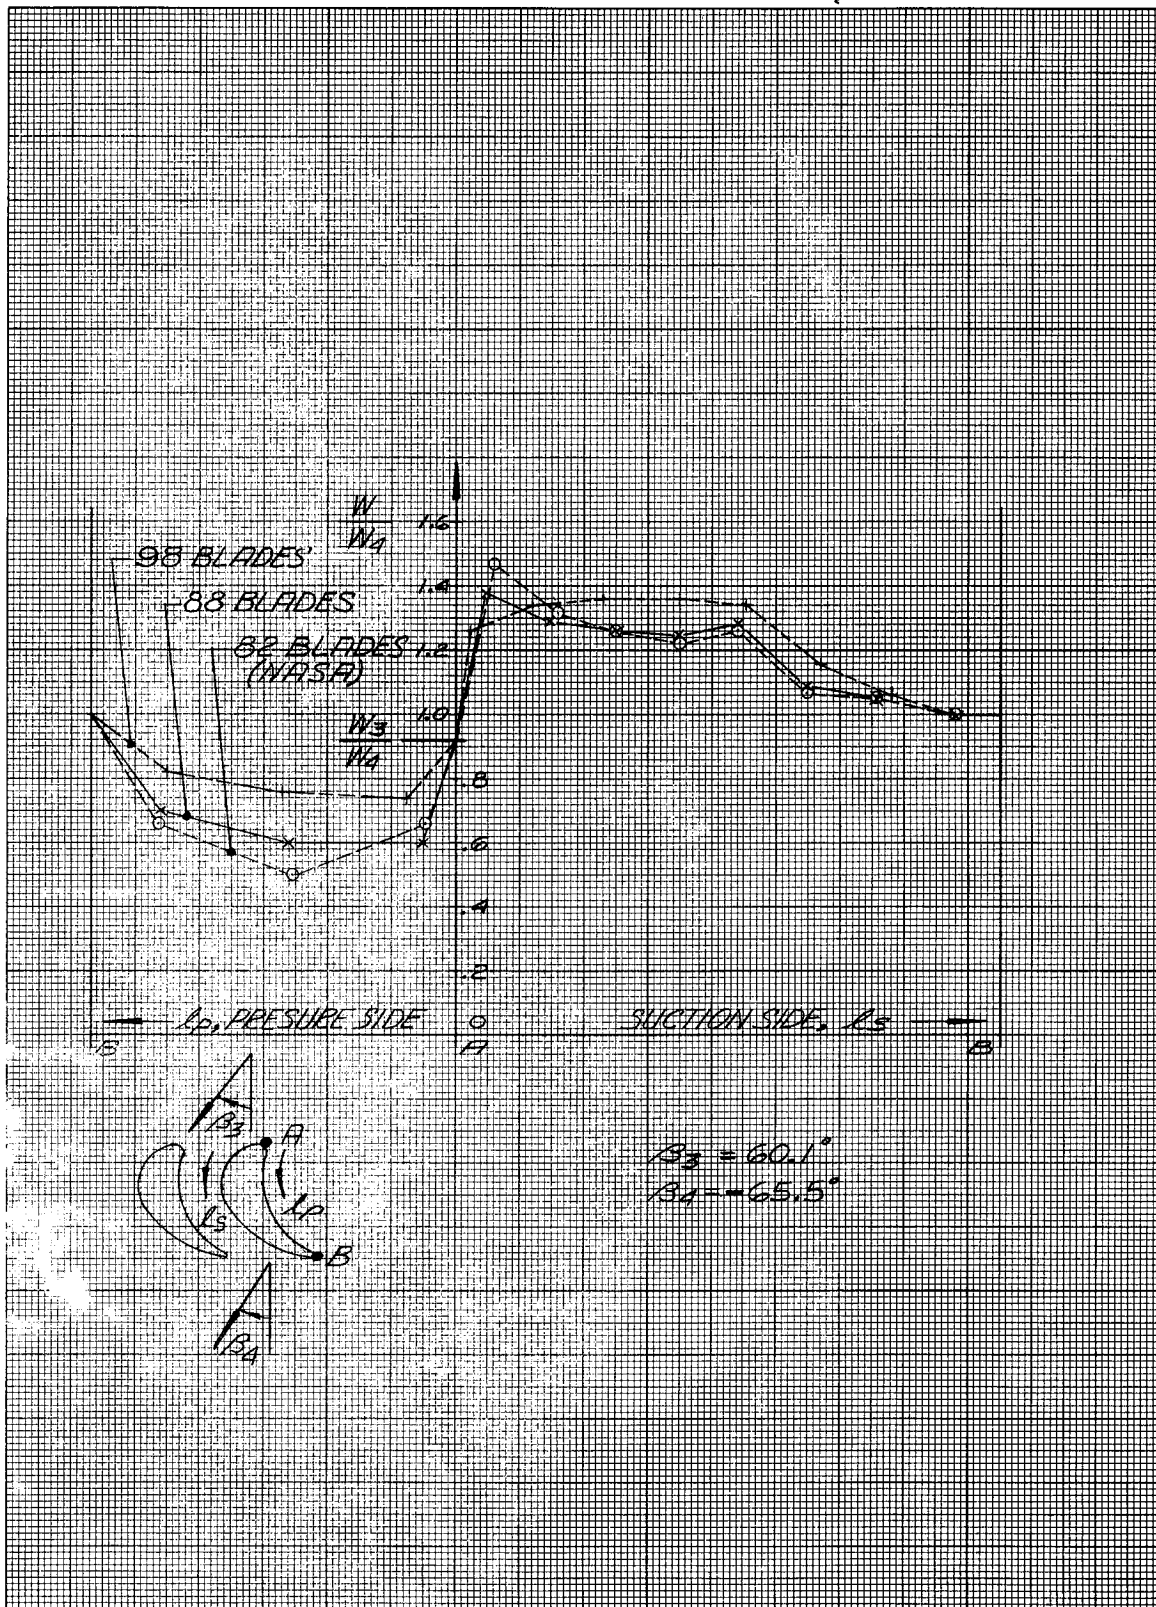 W
W4
1.6
98 BLADES
1.4
88 BLADES
82 BLADES
(NASA)
1.2
W3
W4
1.0
.8
.6
.4
.2
lp, PRESURE SIDE
0
SUCTION SIDE, ls
B
A
B
β3
A
lp
ls
B
β4
β3 = 60.1°
β4 = -65.5°